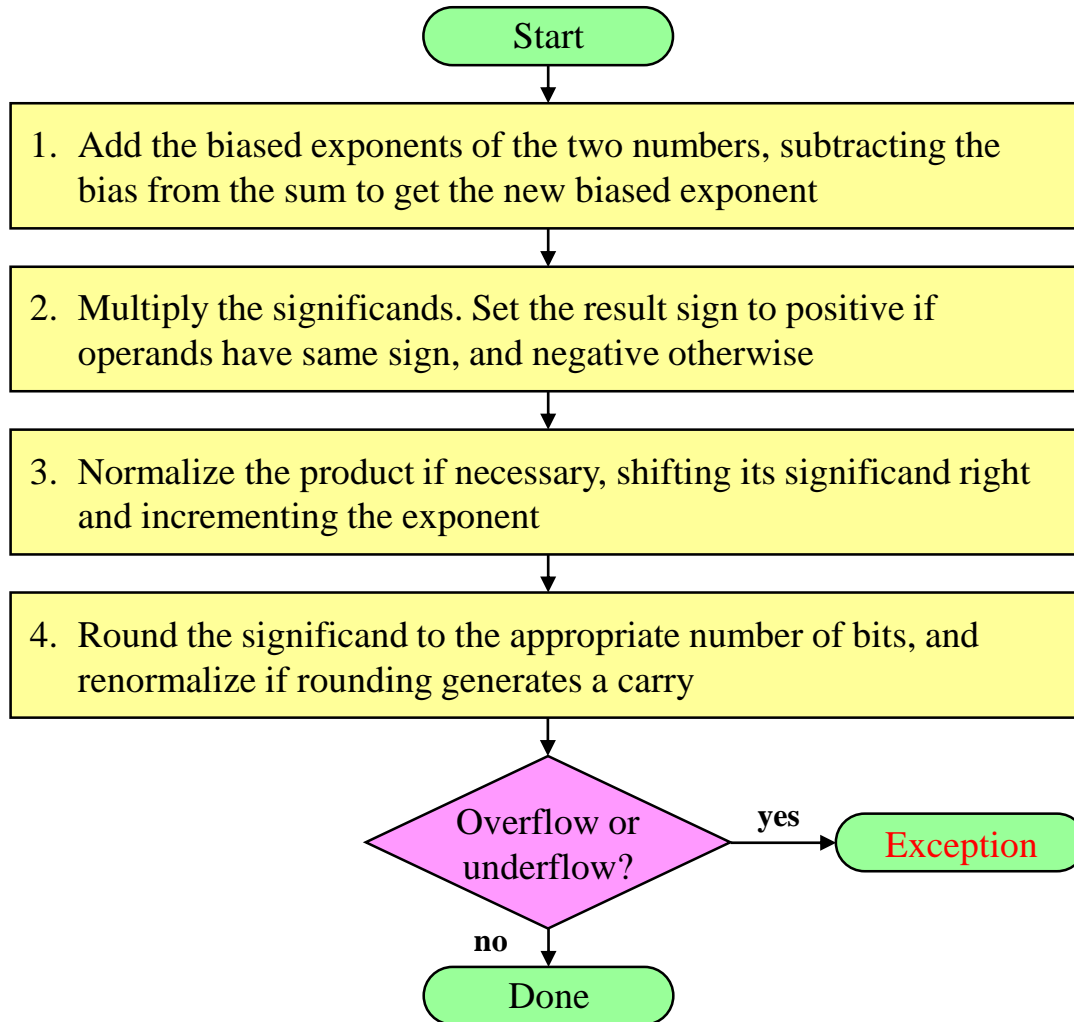 Start
1. Add the biased exponents of the two numbers, subtracting the
bias from the sum to get the new biased exponent
2. Multiply the significands. Set the result sign to positive if
operands have same sign, and negative otherwise
3. Normalize the product if necessary, shifting its significand right
and incrementing the exponent
4. Round the significand to the appropriate number of bits, and
renormalize if rounding generates a carry
Overflow or
underflow?
yes
Exception
no
Done